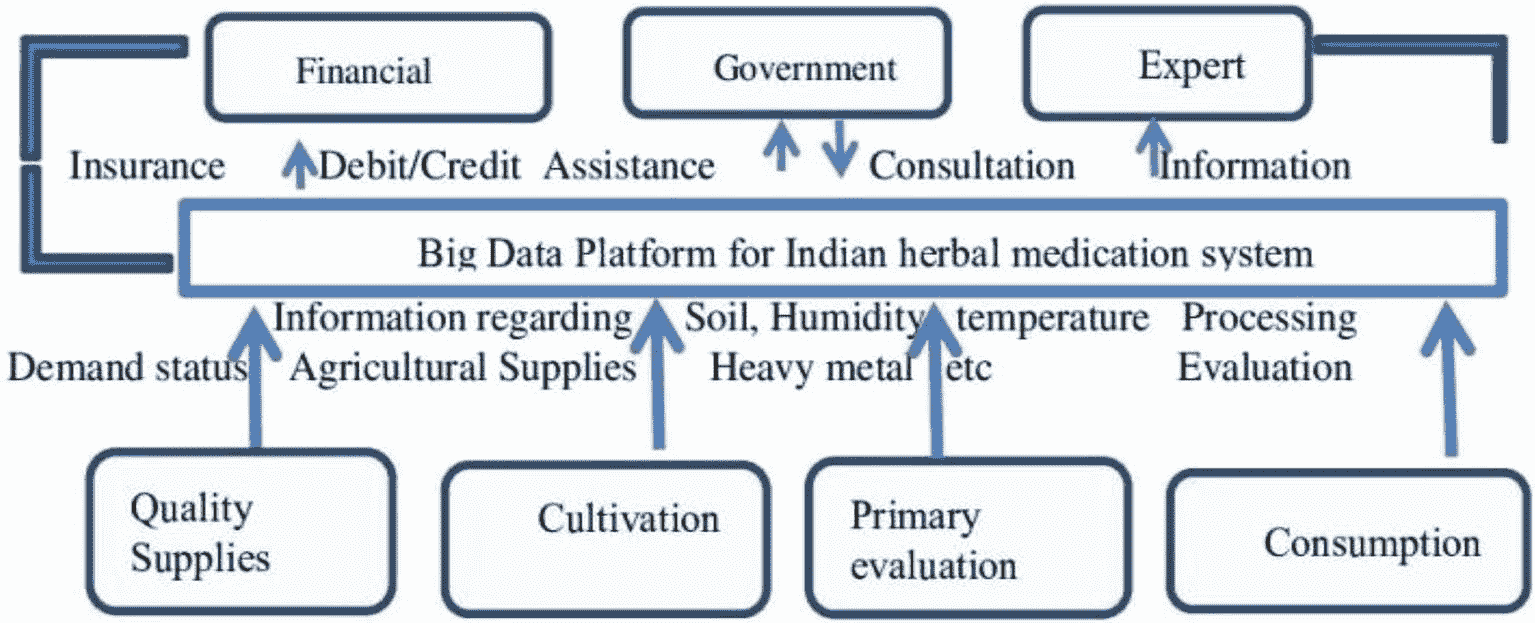 Financial
Government
Expert
Insurance
Debit/Credit
Assistance
Consultation
Information
Big Data Platform for Indian herbal medication system
Information regarding
Agricultural Supplies
Soil, Humidity, temperature
Heavy metal etc
Processing
Evaluation
Demand status
Quality
Supplies
Cultivation
Primary
evaluation
Consumption